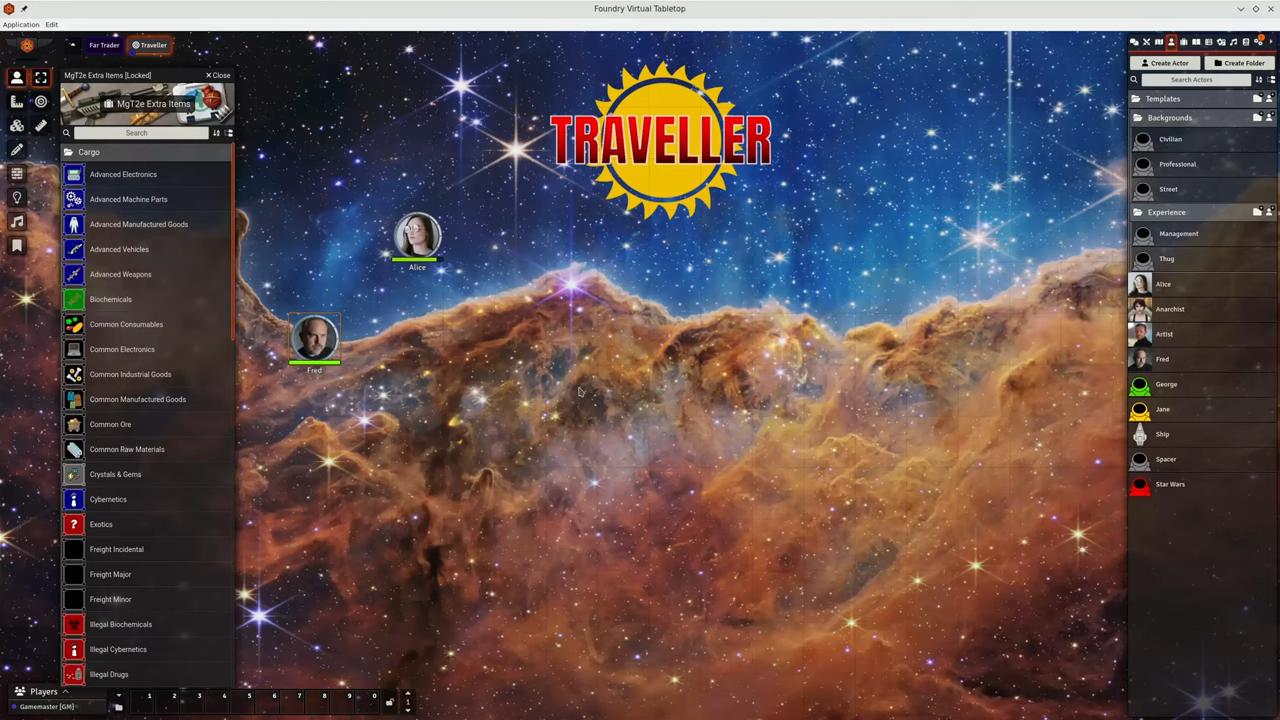 Foundry Virtual Tabletop
Application Edit
Far Trader
Traveller
MgT2e Extra Items [Locked]
Close
MgT2e Extra Items
Search
Cargo
Advanced Electronics
Advanced Machine Parts
Advanced Manufactured Goods
Advanced Vehicles
Advanced Weapons
Biochemicals
Common Consumables
Common Electronics
Common Industrial Goods
Common Manufactured Goods
Common Ore
Common Raw Materials
Crystals & Gems
Cybernetics
Exotics
Freight Incidental
Freight Major
Freight Minor
Illegal Biochemicals
Illegal Cybernetics
Illegal Drugs
Players
Gamemaster [GM]
1 2 3 4 5 6 7 8 9 0
1
TRAVELLER
Alice
Fred
Create Actor
Create Folder
Search Actors
Templates
Backgrounds
Civilian
Professional
Street
Experience
Management
Thug
Alice
Anarchist
Artist
Fred
George
Jane
Ship
Spacer
Star Wars